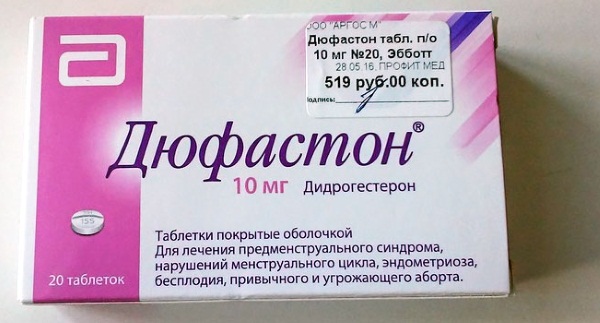 ООО "АРГОС М"
Дюфастон табл. п/о
10 мг №20, Эбботт
28.05.16, ПРОФИТ МЕД
519 руб.00 коп.
Подпись:
Дюфастон®
10 мг Дидрогестерон
155
Таблетки покрытые оболочкой
Для лечения предменструального синдрома,
нарушений менструального цикла, эндометриоза,
бесплодия, привычного и угрожающего аборта.
20 таблеток